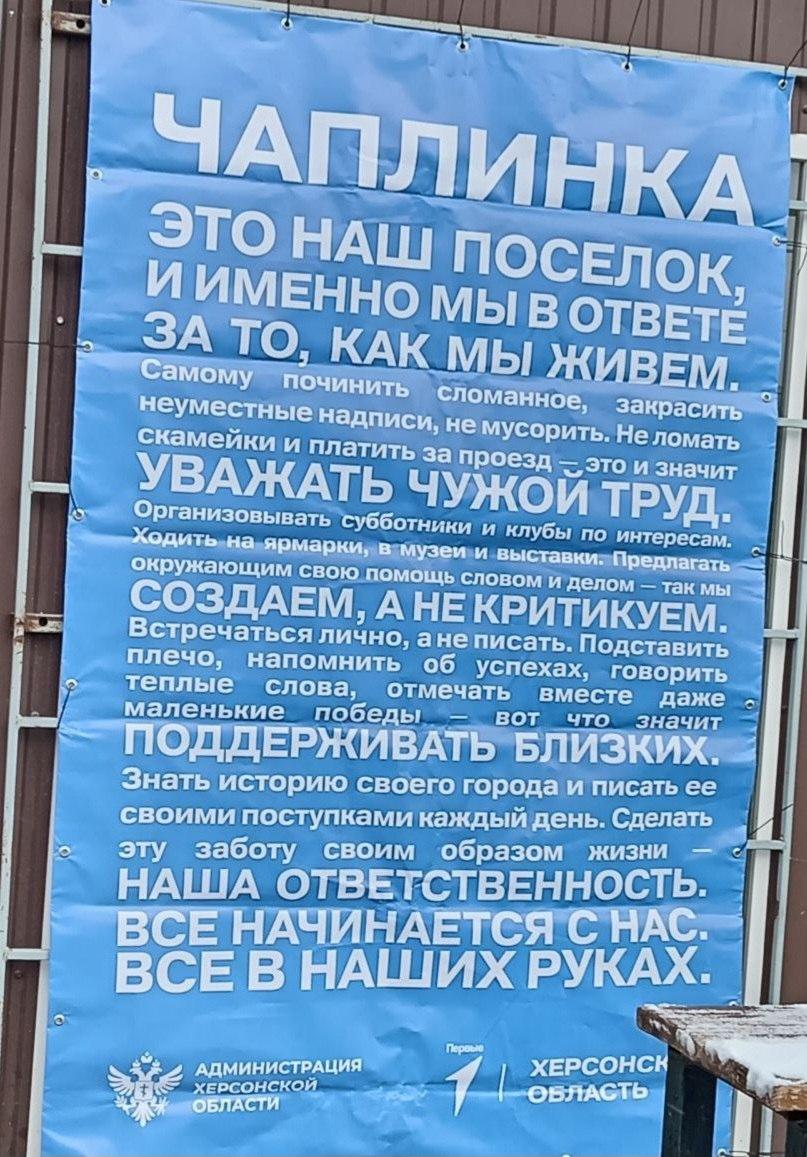 ЧАПЛИНКА
ЭТО НАШ ПОСЕЛОК,
И ИМЕННО МЫ В ОТВЕТЕ
ЗА ТО, КАК МЫ ЖИВЕМ.
Самому починить сломанное, закрасить
неуместные надписи, не мусорить. Не ломать
скамейки и платить за проезд — это и значит
УВАЖАТЬ ЧУЖОЙ ТРУД.
Организовывать субботники и клубы по интересам.
Ходить на ярмарки, в музеи и выставки. Предлагать
окружающим свою помощь словом и делом — так мы
СОЗДАЕМ, А НЕ КРИТИКУЕМ.
Встречаться лично, а не писать. Подставить
плечо, напомнить об успехах, говорить
теплые слова, отмечать вместе даже
маленькие победы — вот что значит
ПОДДЕРЖИВАТЬ БЛИЗКИХ.
Знать историю своего города и писать ее
своими поступками каждый день. Сделать
эту заботу своим образом жизни —
НАША ОТВЕТСТВЕННОСТЬ.
ВСЕ НАЧИНАЕТСЯ С НАС.
ВСЕ В НАШИХ РУКАХ.
АДМИНИСТРАЦИЯ
ХЕРСОНСКОЙ
ОБЛАСТИ
Первые
ХЕРСОНСК
ОБЛАСТЬ